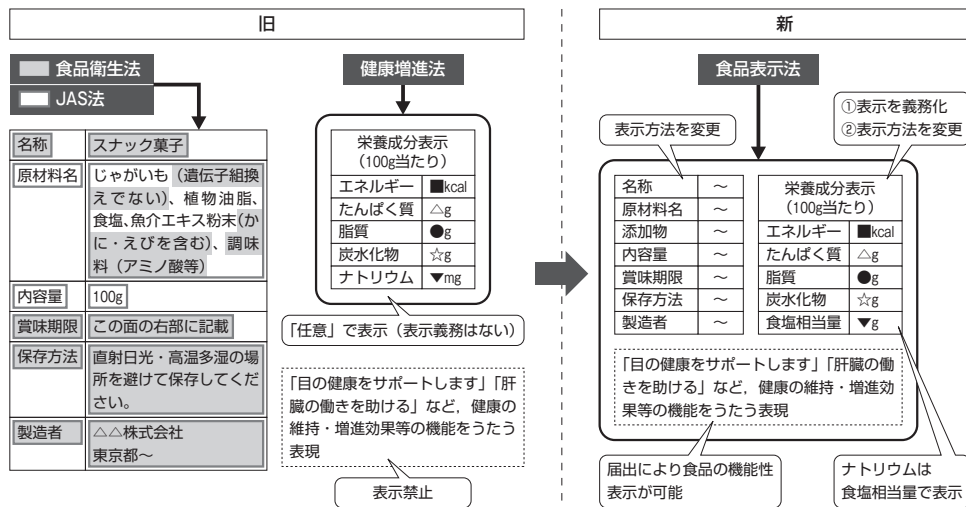 旧
食品衛生法
JAS法
名称
スナック菓子
原材料名
じゃがいも（遺伝子組換
えでない）、植物油脂、
食塩、魚介エキス粉末（か
に・えびを含む）、調味
料（アミノ酸等）
内容量
100g
賞味期限
この面の右部に記載
保存方法
直射日光・高温多湿の場
所を避けて保存してくだ
さい。
製造者
△△株式会社
東京都～
健康増進法
栄養成分表示
（100g当たり）
エネルギー ■kcal
たんぱく質 △g
脂質 ●g
炭水化物 ☆g
ナトリウム ▼mg
「任意」で表示（表示義務はない）
「目の健康をサポートします」「肝
臓の働きを助ける」など，健康の
維持・増進効果等の機能をうたう
表現
表示禁止
新
食品表示法
表示方法を変更
①表示を義務化
②表示方法を変更
名称 ～
原材料名 ～
添加物 ～
内容量 ～
賞味期限 ～
保存方法 ～
製造者 ～
栄養成分表示
（100g当たり）
エネルギー ■kcal
たんぱく質 △g
脂質 ●g
炭水化物 ☆g
食塩相当量 ▼g
「目の健康をサポートします」「肝臓の働
きを助ける」など，健康の維持・増進効
果等の機能をうたう表現
届出により食品の機能性
表示が可能
ナトリウムは
食塩相当量で表示